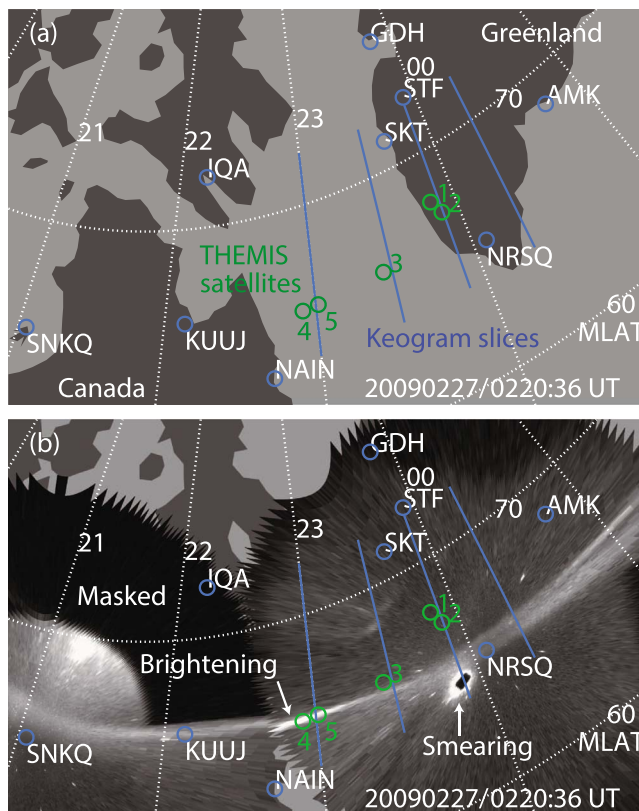 (a)
GDH
Greenland
00
STF
70
AMK
21
22
23
SKT
IQA
1
2
THEMIS
satellites
3
NRSQ
4
5
60
MLAT
SNKQ
KUUJ
Keogram slices
NAIN
Canada
20090227/0220:36 UT
(b)
GDH
00
STF
70
AMK
21
22
23
SKT
IQA
Masked
1
2
Brightening
3
NRSQ
4
5
60
MLAT
SNKQ
KUUJ
Smearing
NAIN
20090227/0220:36 UT